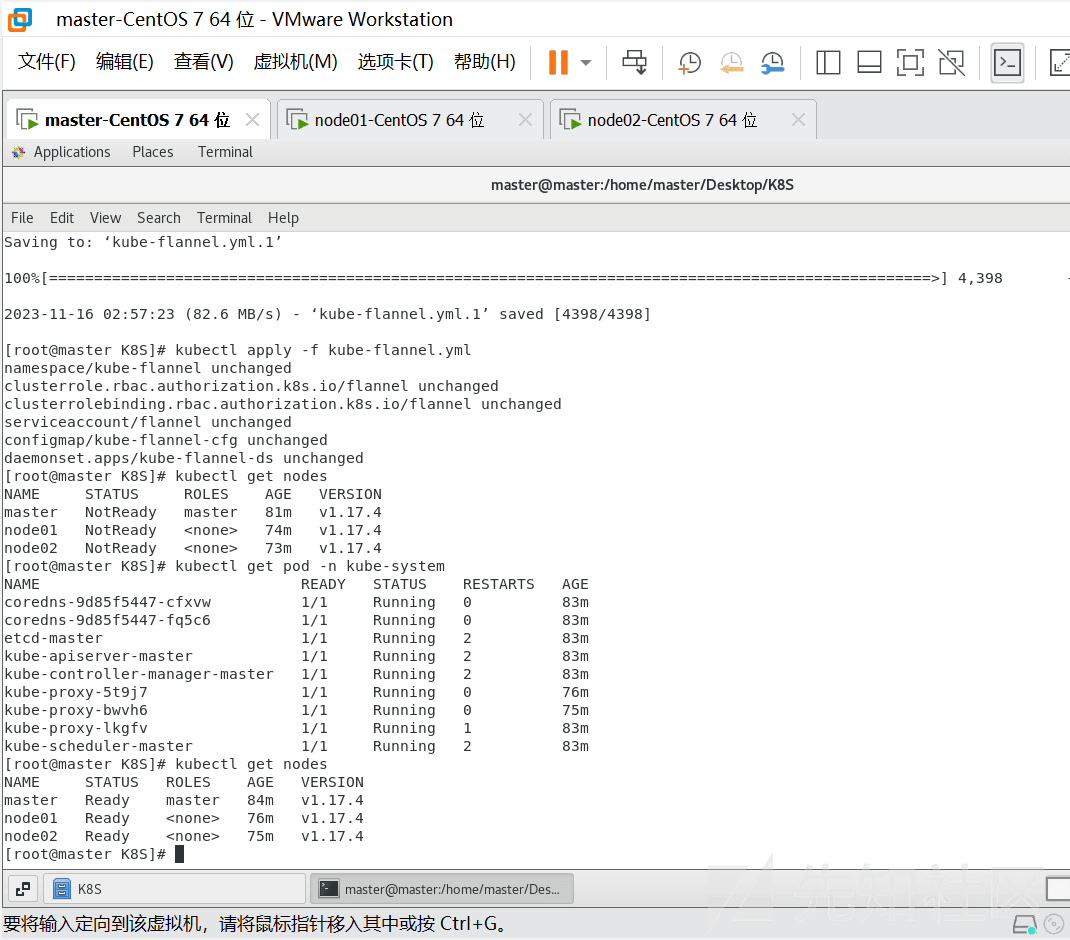 master-CentOS 7 64 位 - VMware Workstation
文件(F) 编辑(E) 查看(V) 虚拟机(M) 选项卡(T) 帮助(H)
master-CentOS 7 64 位 node01-CentOS 7 64 位 node02-CentOS 7 64 位
Applications Places Terminal
master@master:/home/master/Desktop/K8S
File Edit View Search Terminal Help
Saving to: ‘kube-flannel.yml.1’
100%[==================================================================================================>] 4,398
2023-11-16 02:57:23 (82.6 MB/s) - ‘kube-flannel.yml.1’ saved [4398/4398]
[root@master K8S]# kubectl apply -f kube-flannel.yml
namespace/kube-flannel unchanged
clusterrole.rbac.authorization.k8s.io/flannel unchanged
clusterrolebinding.rbac.authorization.k8s.io/flannel unchanged
serviceaccount/flannel unchanged
configmap/kube-flannel-cfg unchanged
daemonset.apps/kube-flannel-ds unchanged
[root@master K8S]# kubectl get nodes
NAME STATUS ROLES AGE VERSION
master NotReady master 81m v1.17.4
node01 NotReady <none> 74m v1.17.4
node02 NotReady <none> 73m v1.17.4
[root@master K8S]# kubectl get pod -n kube-system
NAME READY STATUS RESTARTS AGE
coredns-9d85f5447-cfxvw 1/1 Running 0 83m
coredns-9d85f5447-fq5c6 1/1 Running 0 83m
etcd-master 1/1 Running 2 83m
kube-apiserver-master 1/1 Running 2 83m
kube-controller-manager-master 1/1 Running 2 83m
kube-proxy-5t9j7 1/1 Running 0 76m
kube-proxy-bwvh6 1/1 Running 0 75m
kube-proxy-lkgfv 1/1 Running 1 83m
kube-scheduler-master 1/1 Running 2 83m
[root@master K8S]# kubectl get nodes
NAME STATUS ROLES AGE VERSION
master Ready master 84m v1.17.4
node01 Ready <none> 76m v1.17.4
node02 Ready <none> 75m v1.17.4
[root@master K8S]#
K8S master@master:/home/master/Des...
先知社区
要将输入定向到该虚拟机，请将鼠标指针移入其中或按 Ctrl+G。